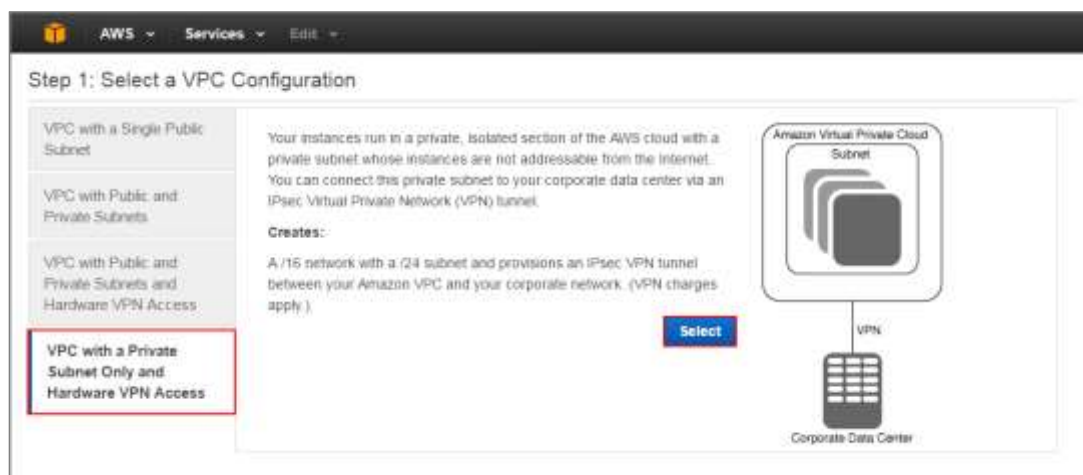 AWS Services Edit
Step 1: Select a VPC Configuration
VPC with a Single Public
Subnet
VPC with Public and
Private Subnets
VPC with Public and
Private Subnets and
Hardware VPN Access
VPC with a Private
Subnet Only and
Hardware VPN Access
Your instances run in a private, isolated section of the AWS cloud with a
private subnet whose instances are not addressable from the Internet.
You can connect this private subnet to your corporate data center via an
IPsec Virtual Private Network (VPN) tunnel.
Creates:
A /16 network with a /24 subnet and provisions an IPsec VPN tunnel
between your Amazon VPC and your corporate network. (VPN charges
apply.)
Select
Amazon Virtual Private Cloud
Subnet
VPN
Corporate Data Center